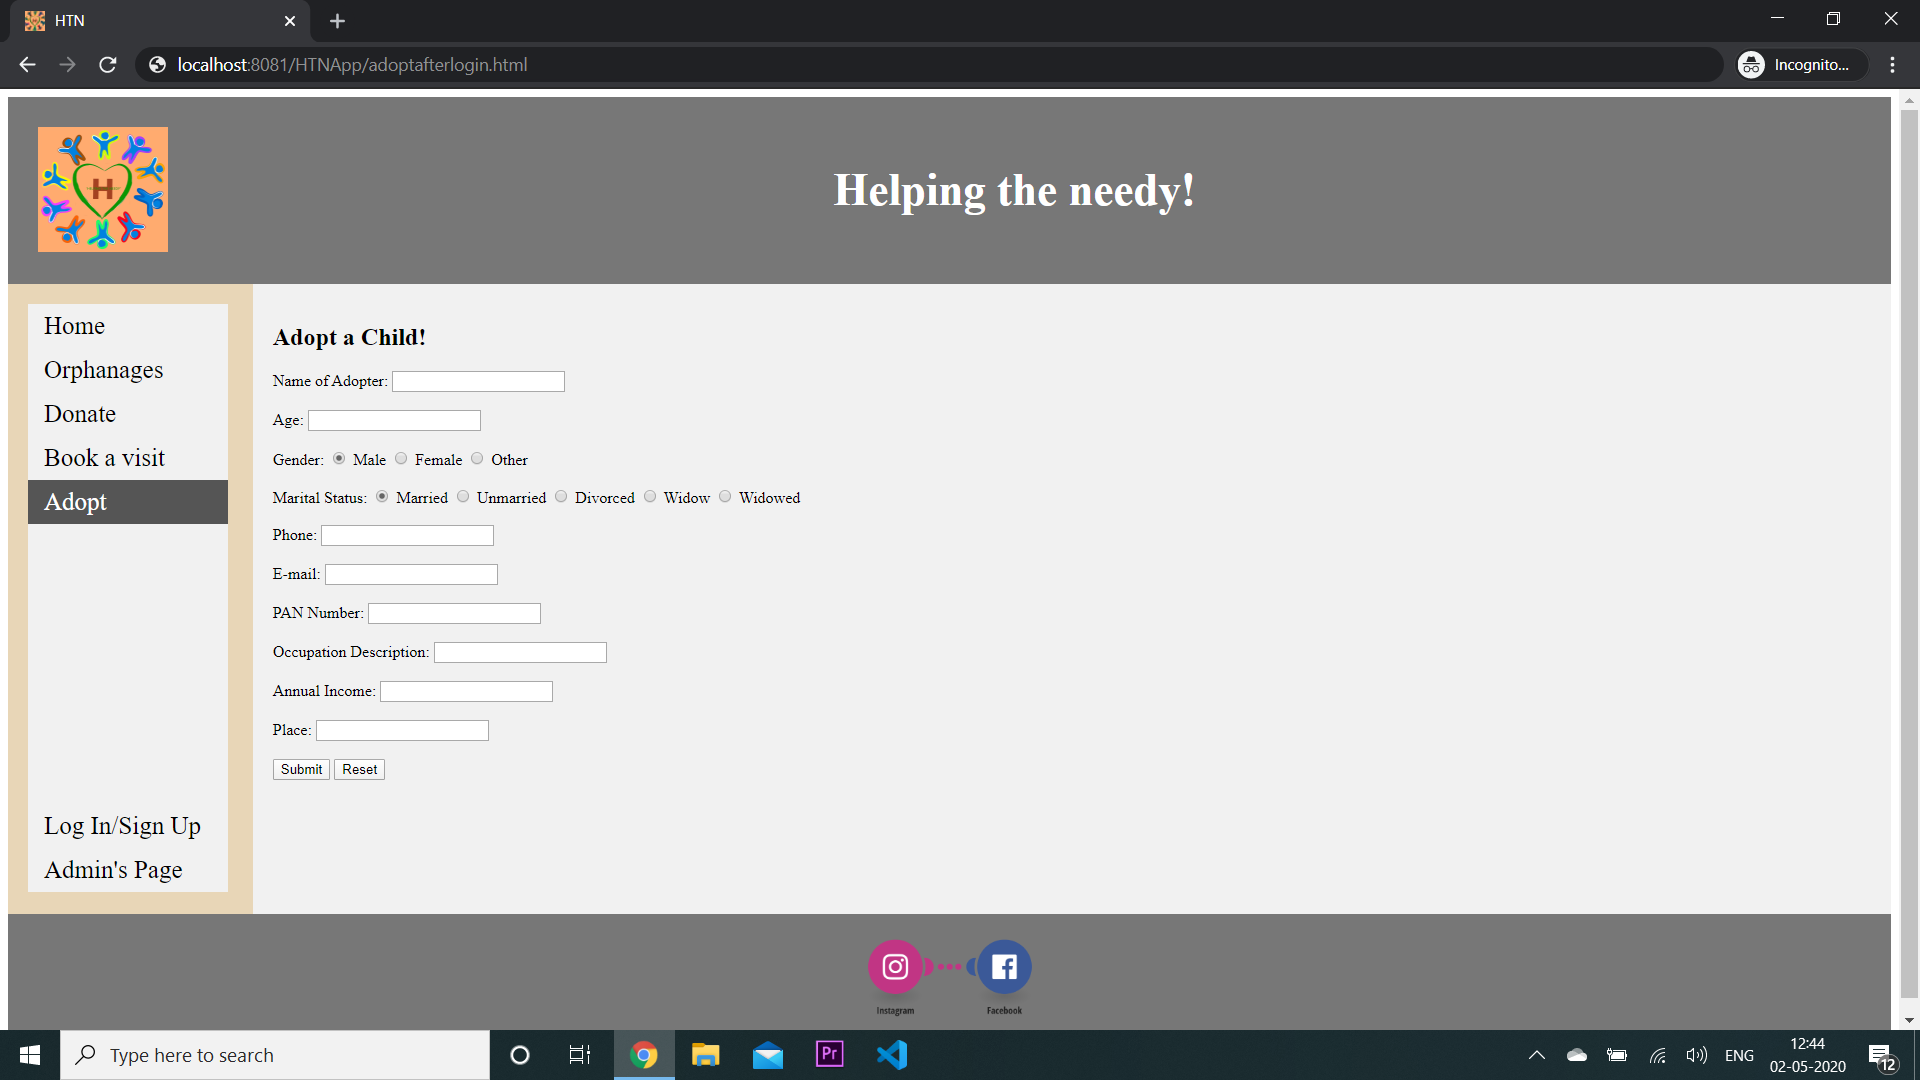 HTN
localhost:8081/HTNApp/adoptafterlogin.html
Incognito...
H
Helping the needy!
Home
Orphanages
Donate
Book a visit
Adopt
Log In/Sign Up
Admin's Page
Adopt a Child!
Name of Adopter:
Age:
Gender: Male Female Other
Marital Status: Married Unmarried Divorced Widow Widowed
Phone:
E-mail:
PAN Number:
Occupation Description:
Annual Income:
Place:
Submit Reset
Instagram Facebook
Type here to search
Pr
ENG
12:44
02-05-2020
12